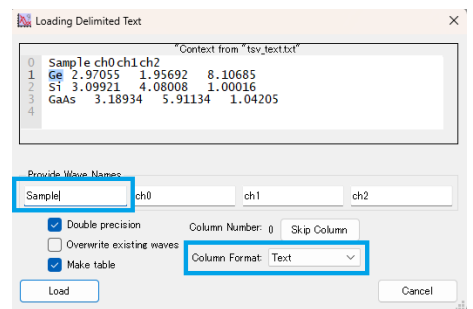 Loading Delimited Text
"Context from "tsv_text.txt"
0 Sample ch0 ch1 ch2
1 Ge 2.97055 1.95692 8.10685
2 Si 3.09921 4.08008 1.00016
3 GaAs 3.18934 5.91134 1.04205
4
Provide Wave Names
Sample ch0 ch1 ch2
Double precision Column Number: 0 Skip Column
Overwrite existing waves
Column Format: Text
Make table
Load Cancel